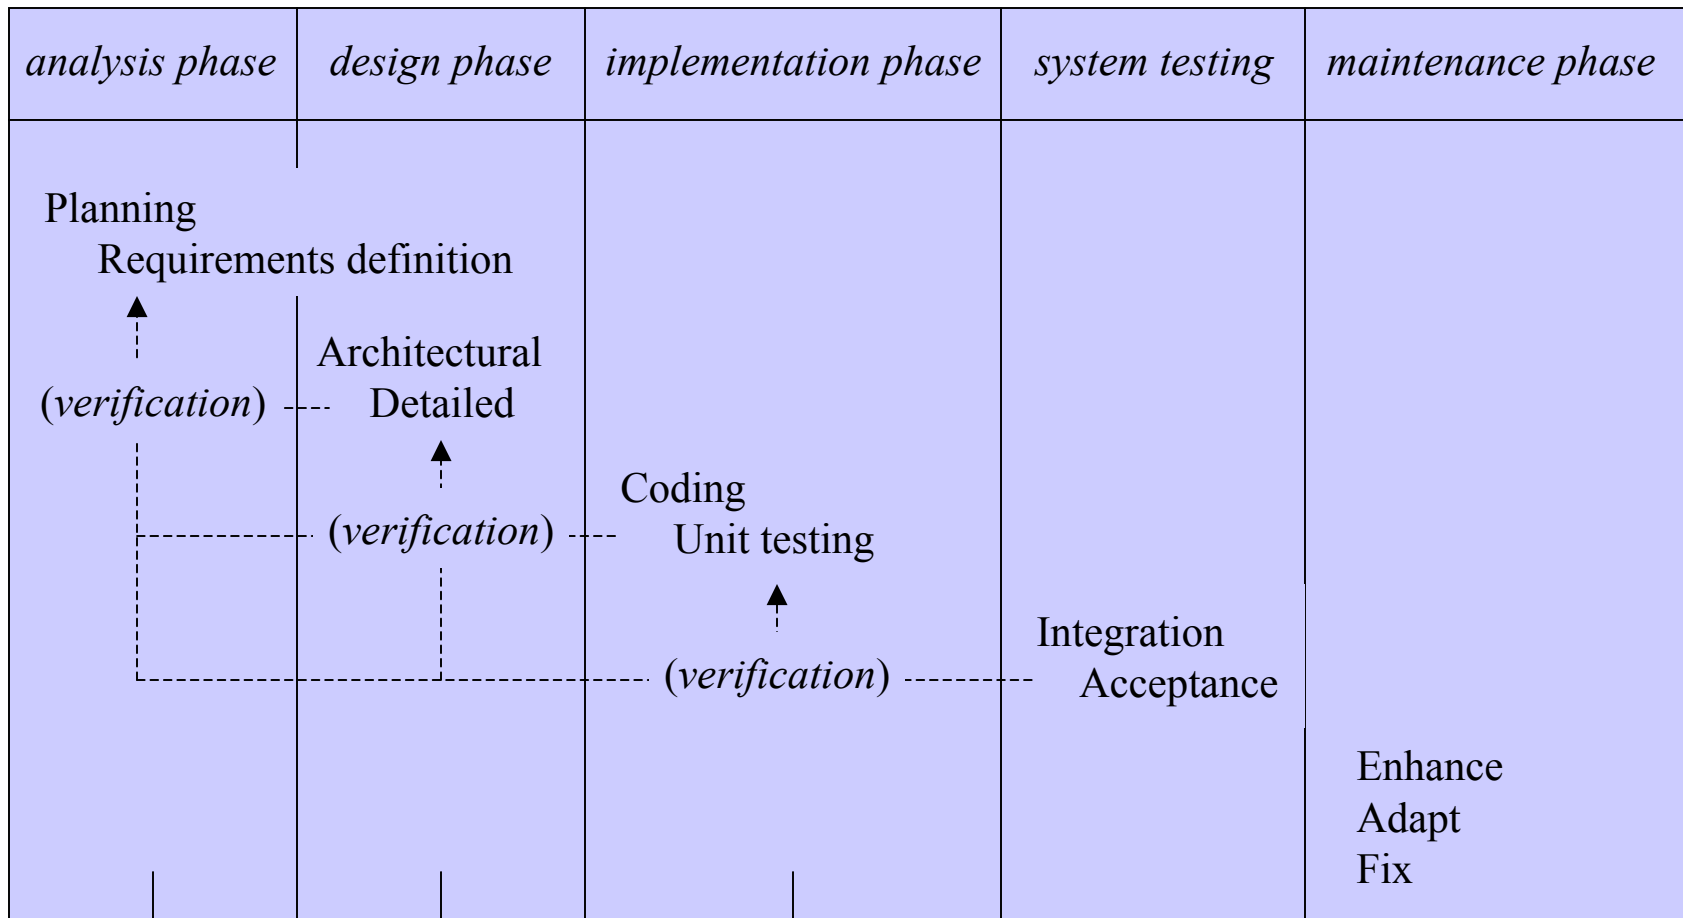 analysis phase
design phase
implementation phase
system testing
maintenance phase
Planning
Requirements definition
(verification)
Architectural
Detailed
(verification)
Coding
Unit testing
(verification)
Integration
Acceptance
Enhance
Adapt
Fix